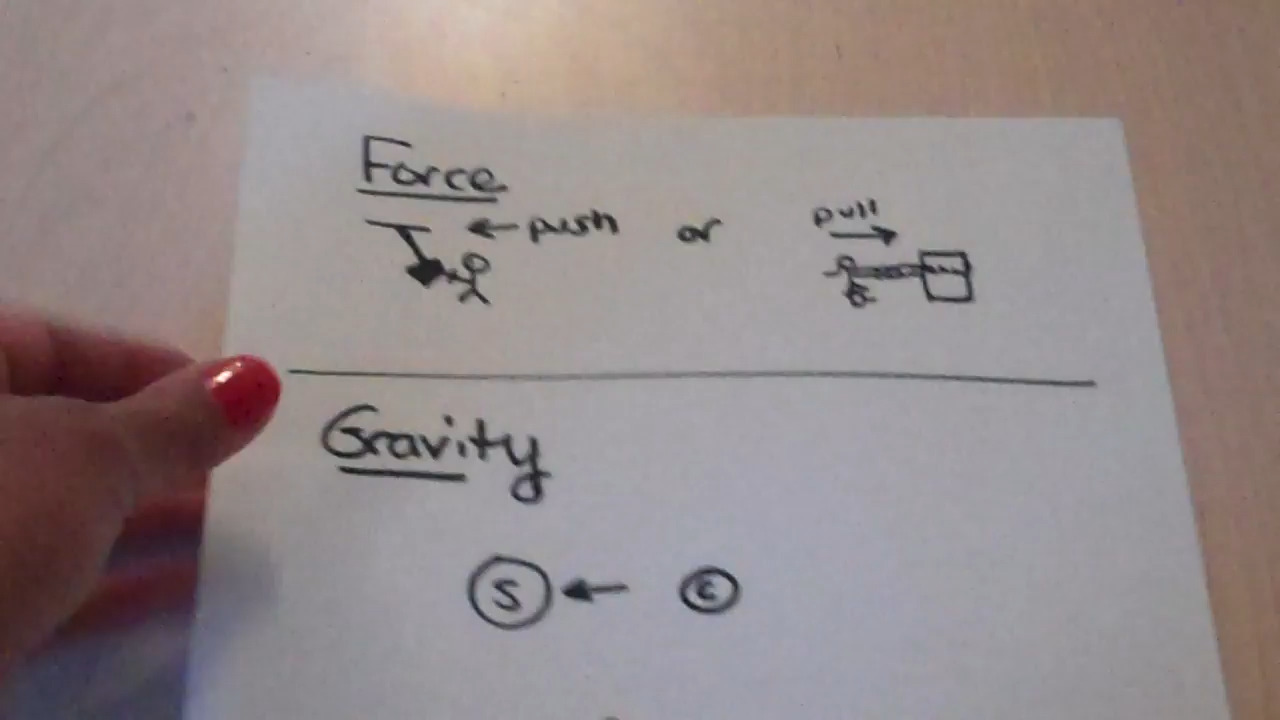 Force
← push or pull →
Gravity
S ← E